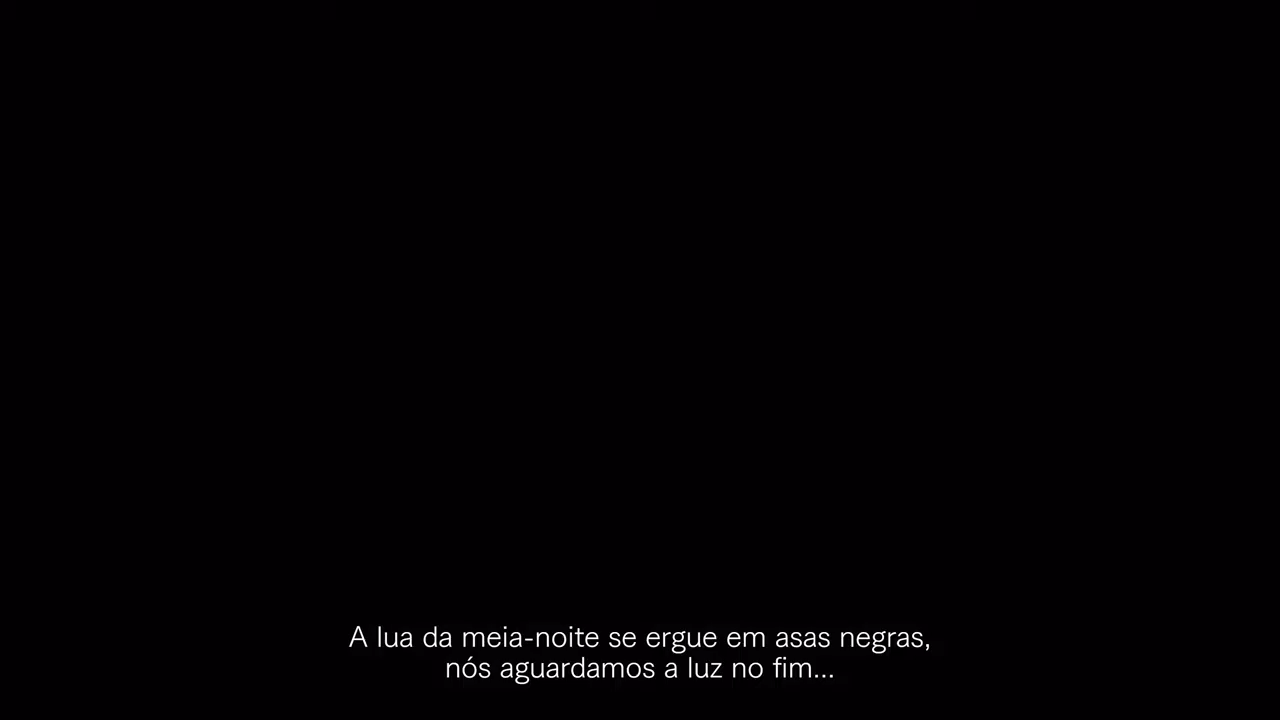 A lua da meia-noite se ergue em asas negras,
nós aguardamos a luz no fim...